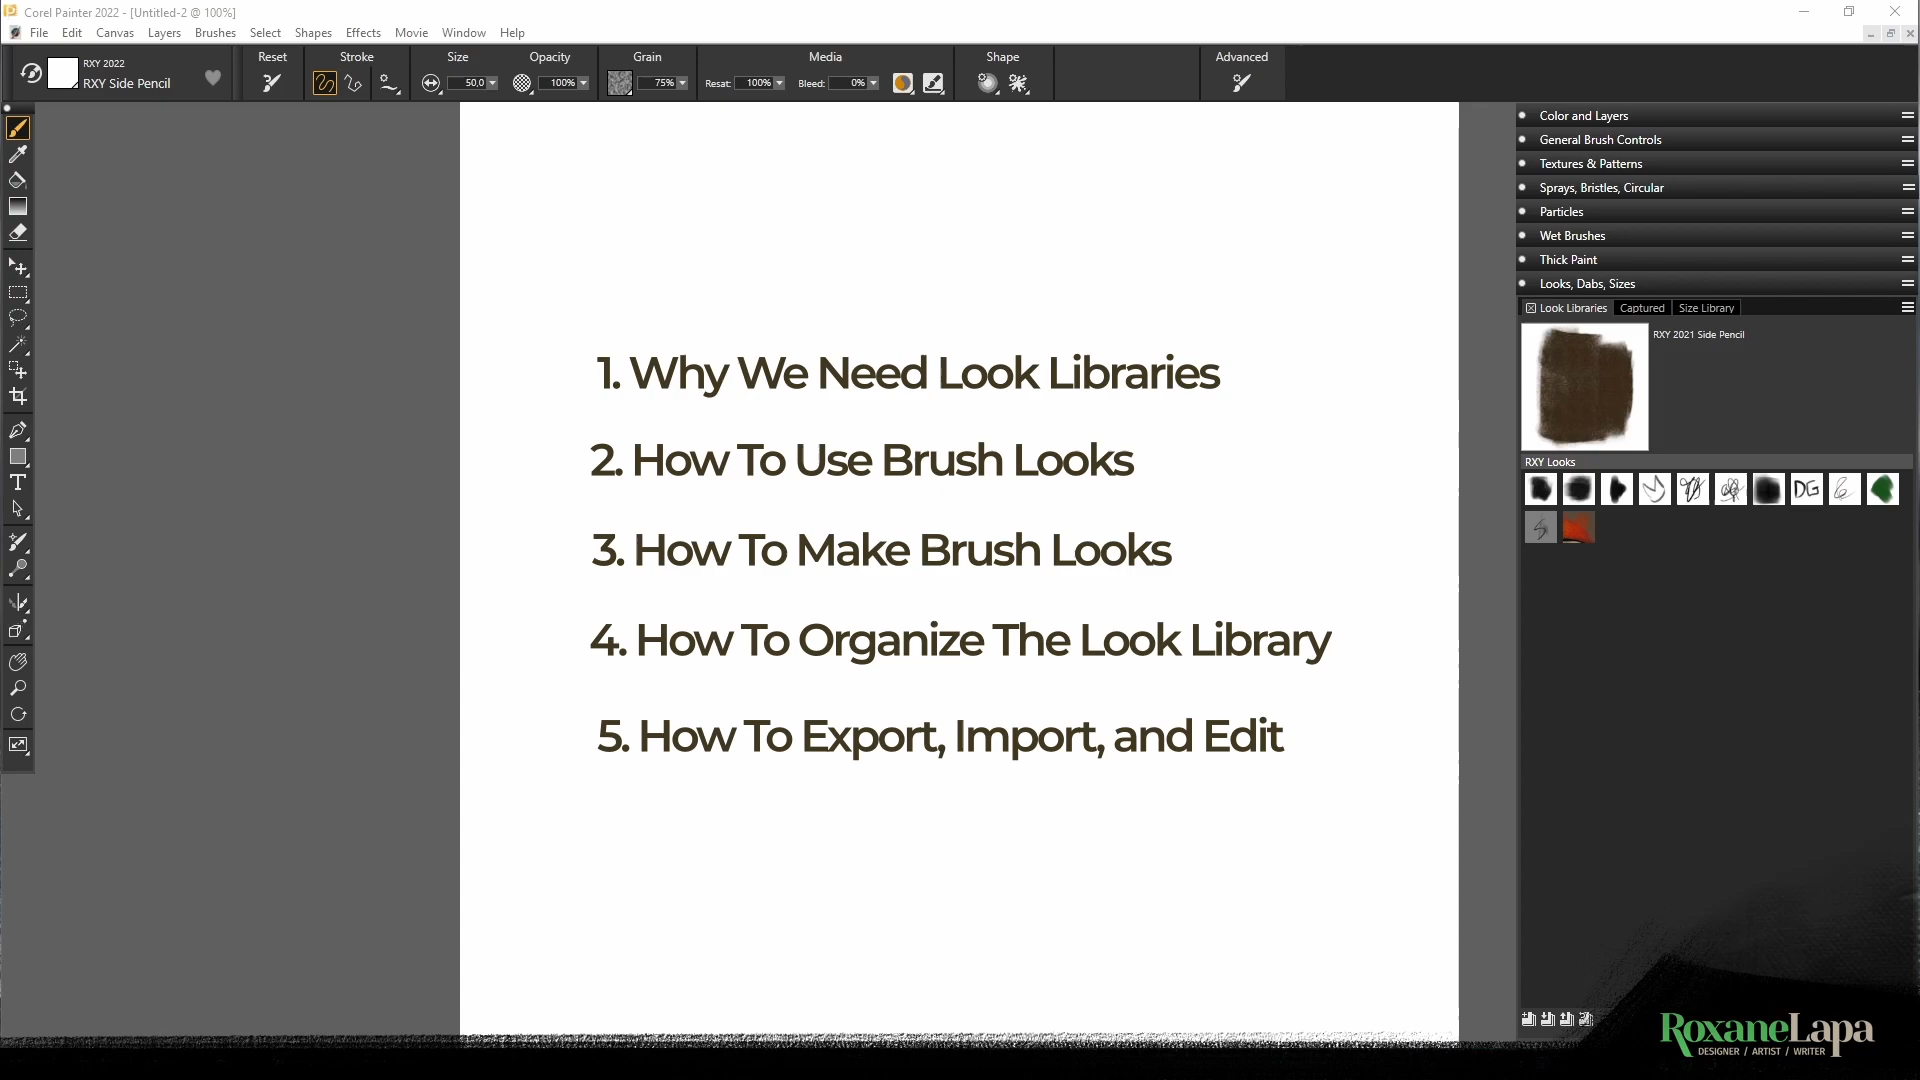 Corel Painter 2022 - [Untitled-2 @ 100%]
File Edit Canvas Layers Brushes Select Shapes Effects Movie Window Help
RXY 2022
RXY Side Pencil
Reset Stroke Size Opacity Grain Media Shape Advanced
50,0 100% 75% Resat: 100% Bleed: 0%
Color and Layers
General Brush Controls
Textures & Patterns
Sprays, Bristles, Circular
Particles
Wet Brushes
Thick Paint
Looks, Dabs, Sizes
Look Libraries Captured Size Library
RXY 2021 Side Pencil
RXY Looks
DG
1. Why We Need Look Libraries
2. How To Use Brush Looks
3. How To Make Brush Looks
4. How To Organize The Look Library
5. How To Export, Import, and Edit
RoxaneLapa
DESIGNER / ARTIST / WRITER